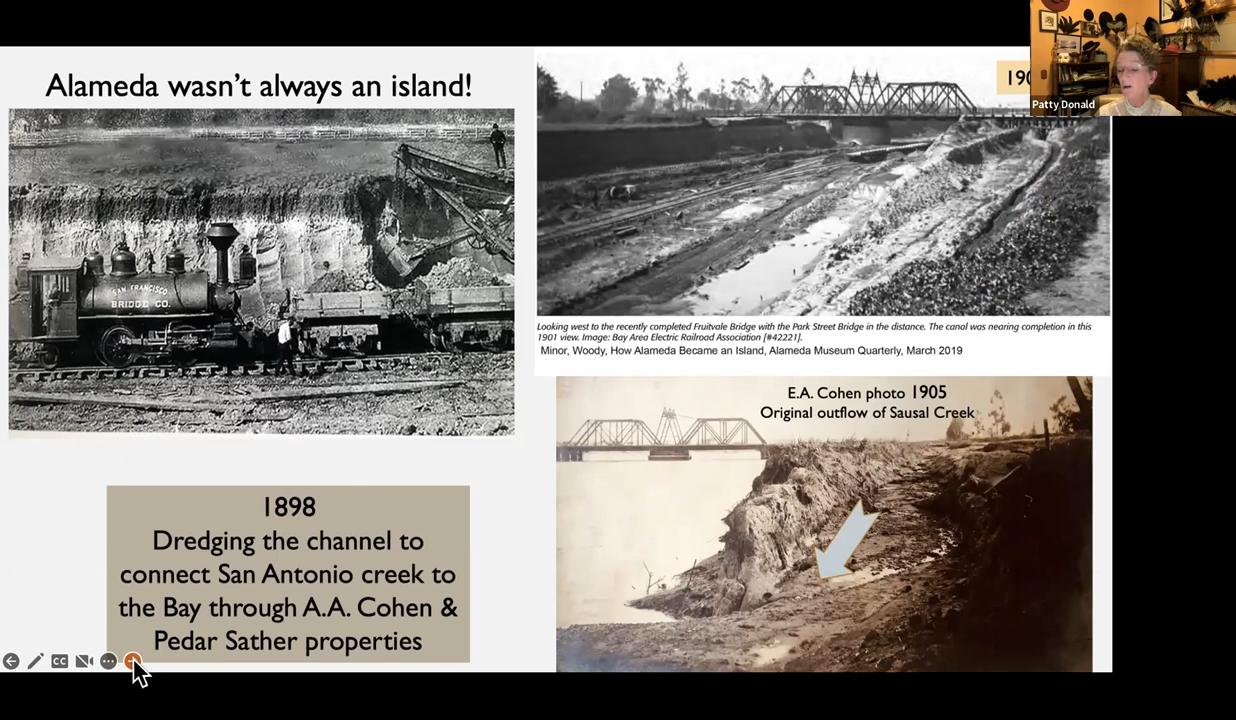 Alameda wasn't always an island!
SAN FRANCISCO
BRIDGE CO.
1898
Dredging the channel to
connect San Antonio creek to
the Bay through A.A. Cohen &
Pedar Sather properties
Looking west to the recently completed Fruitvale Bridge with the Park Street Bridge in the distance. The canal was nearing completion in this
1901 view. Image: Bay Area Electric Railroad Association [#42221].
Minor, Woody, How Alameda Became an Island, Alameda Museum Quarterly, March 2019
E.A. Cohen photo 1905
Original outflow of Sausal Creek
Patty Donald
CC